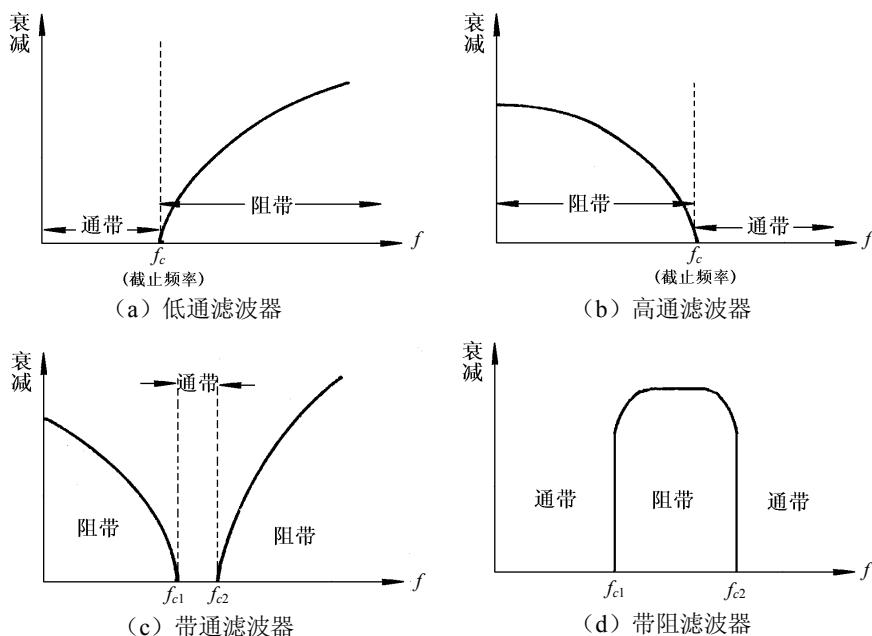 衰减
通带
阻带
f
fc
(截止频率)
（a）低通滤波器
衰减
阻带
通带
f
fc
(截止频率)
（b）高通滤波器
衰减
通带
阻带
阻带
f
fc1
fc2
（c）带通滤波器
衰减
通带
阻带
通带
f
fc1
fc2
（d）带阻滤波器